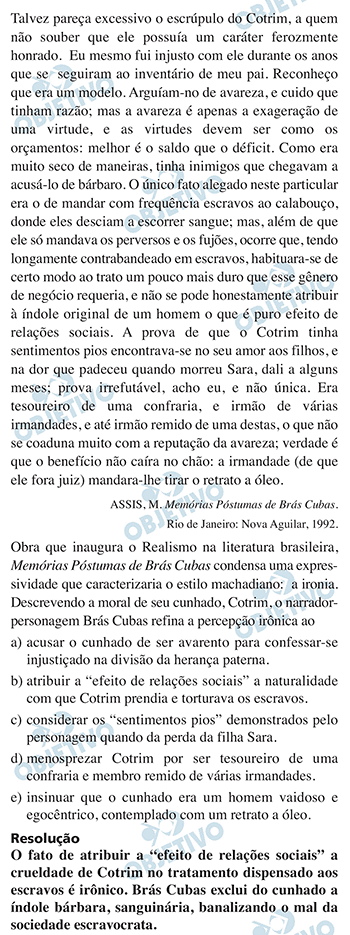 Talvez pareça excessivo o escrúpulo do Cotrim, a quem
não souber que ele possuía um caráter ferozmente
honrado. Eu mesmo fui injusto com ele durante os anos
que se seguiram ao inventário de meu pai. Reconheço
que era um modelo. Arguíam-no de avareza, e cuido que
tinham razão; mas a avareza é apenas a exageração de
uma virtude, e as virtudes devem ser como os
orçamentos: melhor é o saldo que o déficit. Como era
muito seco de maneiras, tinha inimigos que chegavam a
acusá-lo de bárbaro. O único fato alegado neste particular
era o de mandar com frequência escravos ao calabouço,
donde eles desciam a escorrer sangue; mas, além de que
ele só mandava os perversos e os fujões, ocorre que, tendo
longamente contrabandeado em escravos, habituara-se de
certo modo ao trato um pouco mais duro que esse gênero
de negócio requeria, e não se pode honestamente atribuir
à índole original de um homem o que é puro efeito de
relações sociais. A prova de que o Cotrim tinha
sentimentos pios encontrava-se no seu amor aos filhos, e
na dor que padeceu quando morreu Sara, dali a alguns
meses; prova irrefutável, acho eu, e não única. Era
tesoureiro de uma confraria, e irmão de várias
irmandades, e até irmão remido de uma destas, o que não
se coaduna muito com a reputação da avareza; verdade é
que o benefício não caíra no chão: a irmandade (de que
ele fora juiz) mandara-lhe tirar o retrato a óleo.
ASSIS, M. Memórias Póstumas de Brás Cubas.
Rio de Janeiro: Nova Aguilar, 1992.
Obra que inaugura o Realismo na literatura brasileira,
Memórias Póstumas de Brás Cubas condensa uma expres-
sividade que caracterizaria o estilo machadiano: a ironia.
Descrevendo a moral de seu cunhado, Cotrim, o narrador-
personagem Brás Cubas refina a percepção irônica ao
a) acusar o cunhado de ser avarento para confessar-se
injustiçado na divisão da herança paterna.
b) atribuir a “efeito de relações sociais” a naturalidade
com que Cotrim prendia e torturava os escravos.
c) considerar os “sentimentos pios” demonstrados pelo
personagem quando da perda da filha Sara.
d) menosprezar Cotrim por ser tesoureiro de uma
confraria e membro remido de várias irmandades.
e) insinuar que o cunhado era um homem vaidoso e
egocêntrico, contemplado com um retrato a óleo.
Resolução
O fato de atribuir a “efeito de relações sociais” a
crueldade de Cotrim no tratamento dispensado aos
escravos é irônico. Brás Cubas exclui do cunhado a
índole bárbara, sanguinária, banalizando o mal da
sociedade escravocrata.